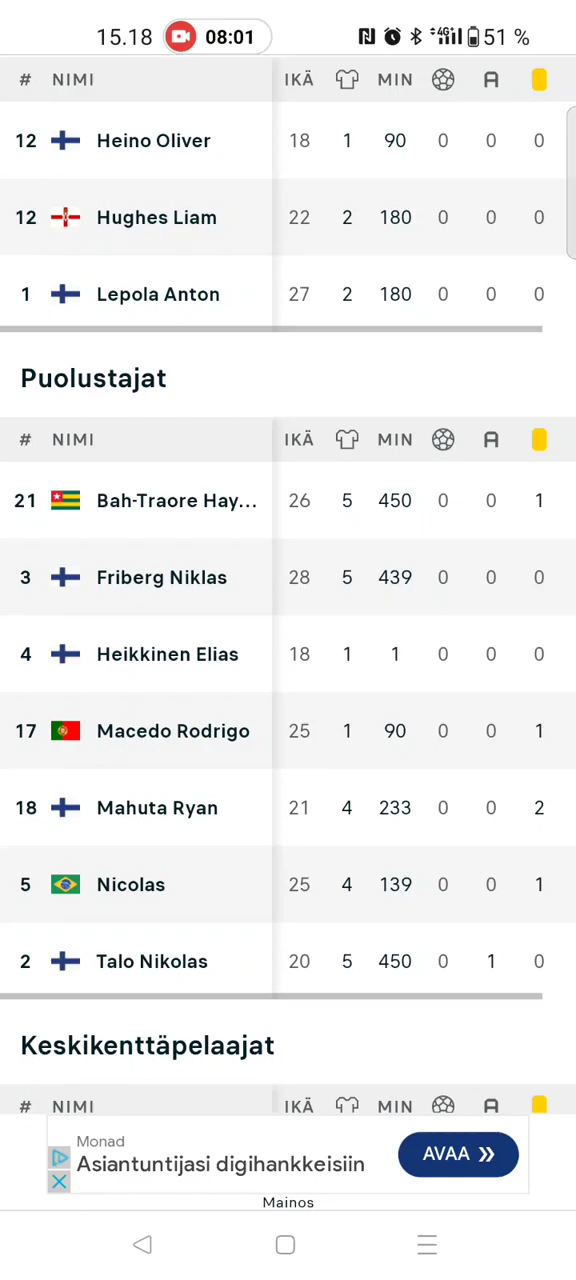 15.18 08:01 4G 51 %
# NIMI IKÄ MIN A
12 Heino Oliver 18 1 90 0 0 0
12 Hughes Liam 22 2 180 0 0 0
1 Lepola Anton 27 2 180 0 0 0
Puolustajat
# NIMI IKÄ MIN A
21 Bah-Traore Hay... 26 5 450 0 0 1
3 Friberg Niklas 28 5 439 0 0 0
4 Heikkinen Elias 18 1 1 0 0 0
17 Macedo Rodrigo 25 1 90 0 0 1
18 Mahuta Ryan 21 4 233 0 0 2
5 Nicolas 25 4 139 0 0 1
2 Talo Nikolas 20 5 450 0 1 0
Keskikenttäpelaajat
# NIMI IKÄ MIN A
Monad
Asiantuntijasi digihankkeisiin
AVAA
Mainos